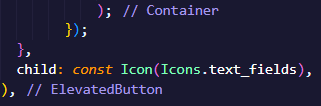 ); // Container
});
},
child: const Icon(Icons.text_fields),
), // ElevatedButton